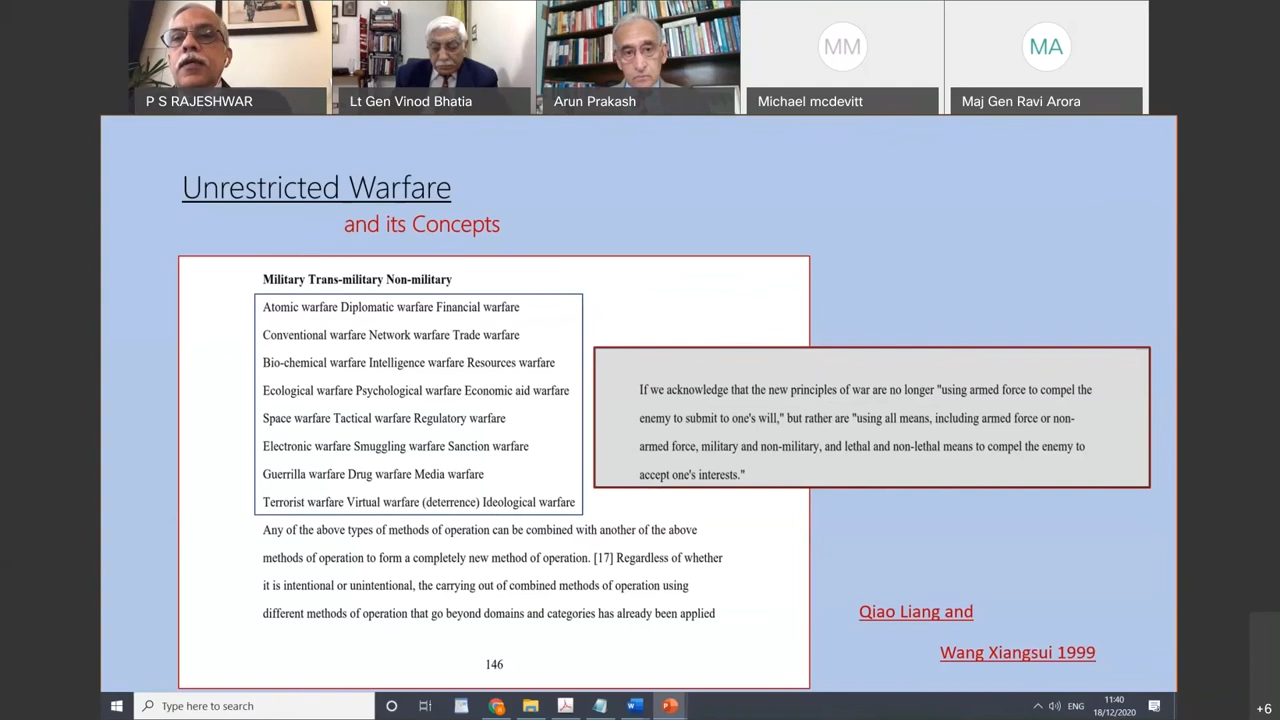 MM
MA
P S RAJESHWAR
Lt Gen Vinod Bhatia
Arun Prakash
Michael mcdevitt
Maj Gen Ravi Arora
Unrestricted Warfare
and its Concepts
Military Trans-military Non-military
Atomic warfare Diplomatic warfare Financial warfare
Conventional warfare Network warfare Trade warfare
Bio-chemical warfare Intelligence warfare Resources warfare
Ecological warfare Psychological warfare Economic aid warfare
Space warfare Tactical warfare Regulatory warfare
Electronic warfare Smuggling warfare Sanction warfare
Guerrilla warfare Drug warfare Media warfare
Terrorist warfare Virtual warfare (deterrence) Ideological warfare
Any of the above types of methods of operation can be combined with another of the above
methods of operation to form a completely new method of operation. [17] Regardless of whether
it is intentional or unintentional, the carrying out of combined methods of operation using
different methods of operation that go beyond domains and categories has already been applied
146
If we acknowledge that the new principles of war are no longer "using armed force to compel the
enemy to submit to one's will," but rather are "using all means, including armed force or non-
armed force, military and non-military, and lethal and non-lethal means to compel the enemy to
accept one's interests."
Qiao Liang and
Wang Xiangsui 1999
Type here to search
ENG
11:40
18/12/2020
+6